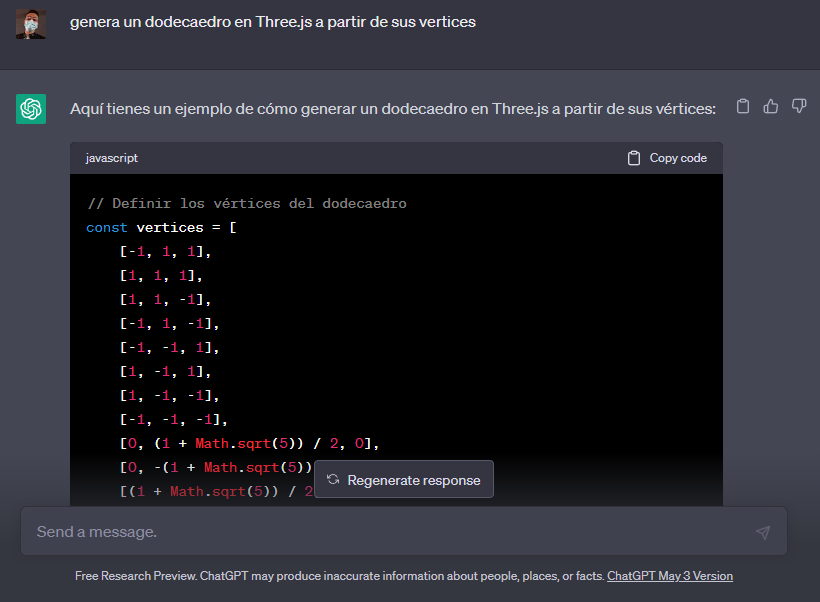 genera un dodecaedro en Three.js a partir de sus vertices
Aquí tienes un ejemplo de cómo generar un dodecaedro en Three.js a partir de sus vértices:
javascript
Copy code
// Definir los vértices del dodecaedro
const vertices = [
[-1, 1, 1],
[1, 1, 1],
[1, 1, -1],
[-1, 1, -1],
[-1, -1, 1],
[1, -1, 1],
[1, -1, -1],
[-1, -1, -1],
[0, (1 + Math.sqrt(5)) / 2, 0],
[0, -(1 + Math.sqrt(5))
[(1 + Math.sqrt(5)) / 2
Regenerate response
Send a message.
Free Research Preview. ChatGPT may produce inaccurate information about people, places, or facts. ChatGPT May 3 Version